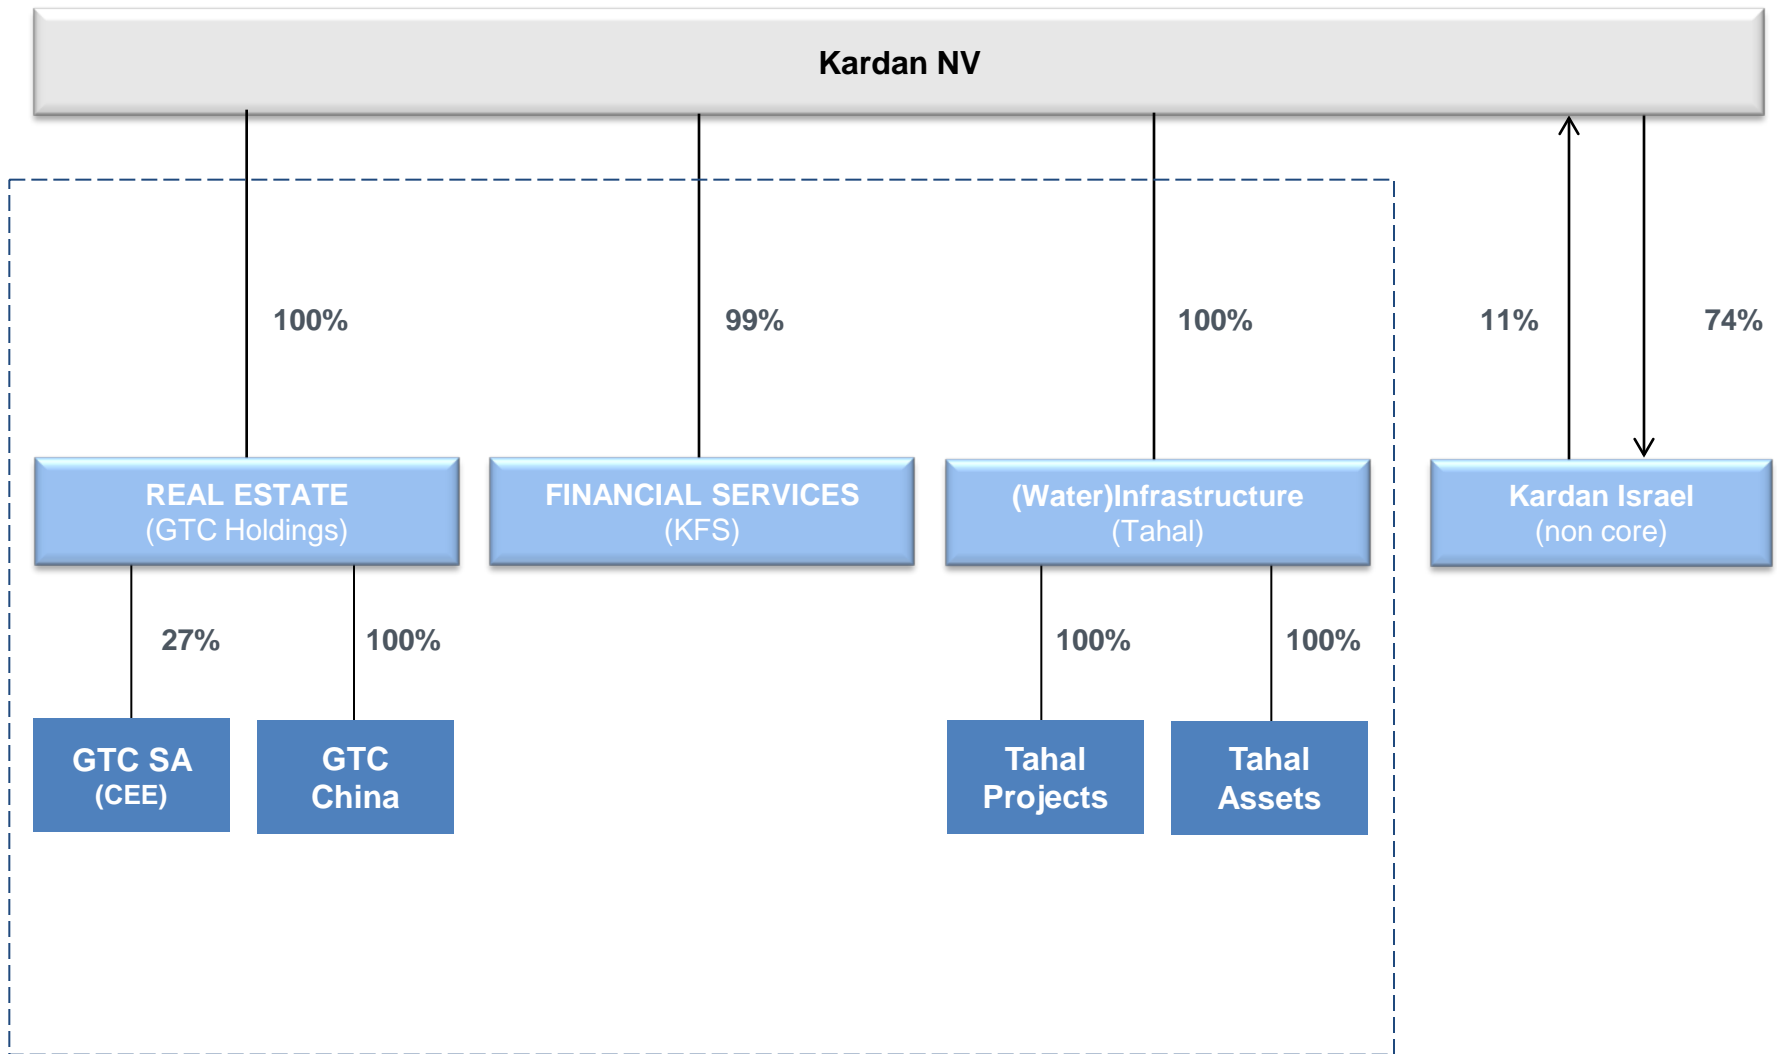 Kardan NV
100%
99%
100%
11%
74%
REAL ESTATE
(GTC Holdings)
FINANCIAL SERVICES
(KFS)
(Water)Infrastructure
(Tahal)
Kardan Israel
(non core)
27%
100%
100%
100%
GTC SA
(CEE)
GTC
China
Tahal
Projects
Tahal
Assets